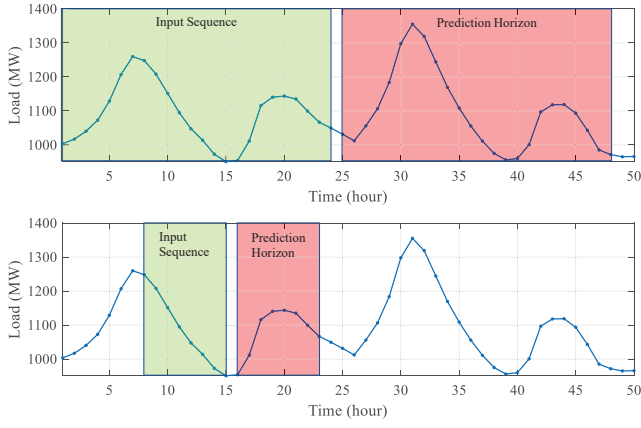 1400
Input Sequence
Prediction Horizon
1300
1200
1100
1000
Load (MW)
5 10 15 20 25 30 35 40 45 50
Time (hour)
1400
Input
Sequence
Prediction
Horizon
1300
1200
1100
1000
Load (MW)
5 10 15 20 25 30 35 40 45 50
Time (hour)